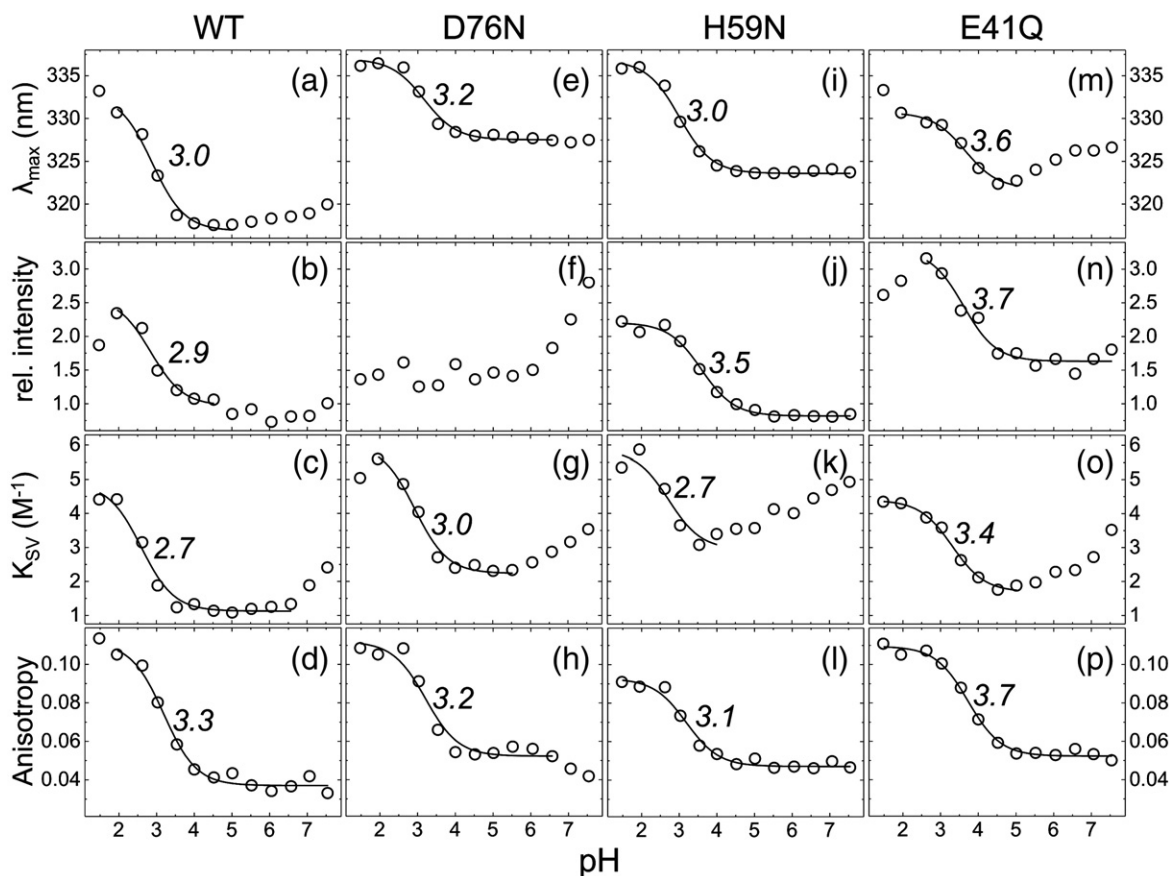 WT D76N H59N E41Q
335 (a) (e) (i) (m) 335
330 3.0 3.2 3.0 3.6 330
325 325
320 320
λmax (nm)
3.0 (b) (f) (j) (n) 3.0
2.5 2.5
2.0 2.9 3.5 3.7 2.0
1.5 1.5
1.0 1.0
rel. intensity
6 (c) (g) (k) (o) 6
5 5
4 4
3 2.7 3.0 2.7 3.4 3
2 2
1 1
KSV (M⁻¹)
0.10 (d) (h) (l) (p) 0.10
0.08 0.08
0.06 3.3 3.2 3.1 3.7 0.06
0.04 0.04
Anisotropy
2 3 4 5 6 7 2 3 4 5 6 7 2 3 4 5 6 7 2 3 4 5 6 7
pH